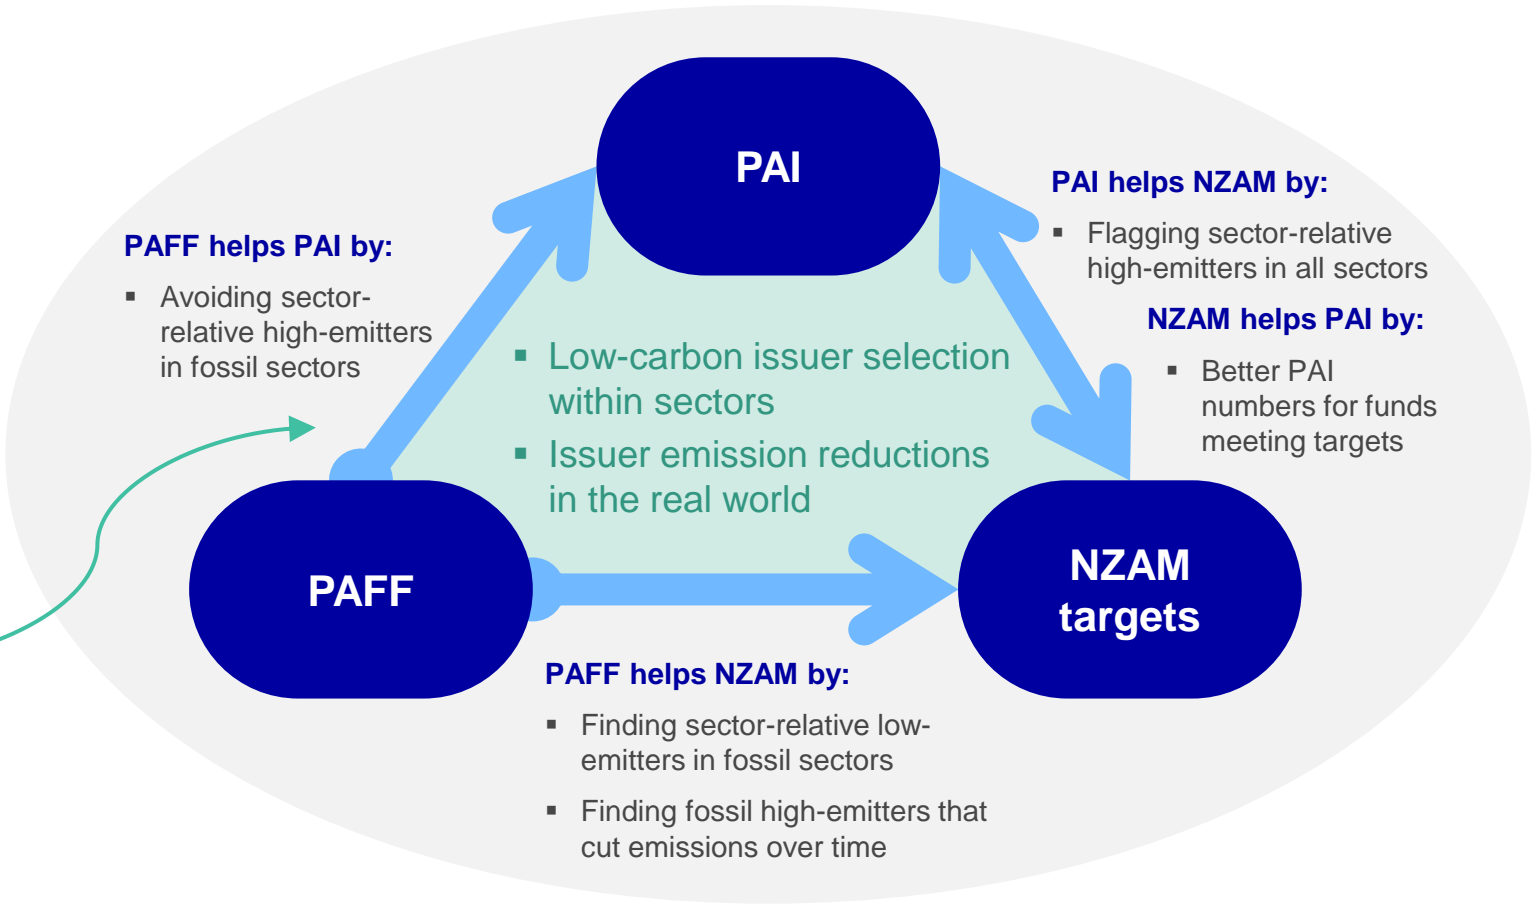 PAI
PAI helps NZAM by:
▪ Flagging sector-relative
high-emitters in all sectors
NZAM helps PAI by:
▪ Better PAI
numbers for funds
meeting targets
PAFF helps PAI by:
▪ Avoiding sector-
relative high-emitters
in fossil sectors
▪ Low-carbon issuer selection
within sectors
▪ Issuer emission reductions
in the real world
PAFF
NZAM
targets
PAFF helps NZAM by:
▪ Finding sector-relative low-
emitters in fossil sectors
▪ Finding fossil high-emitters that
cut emissions over time